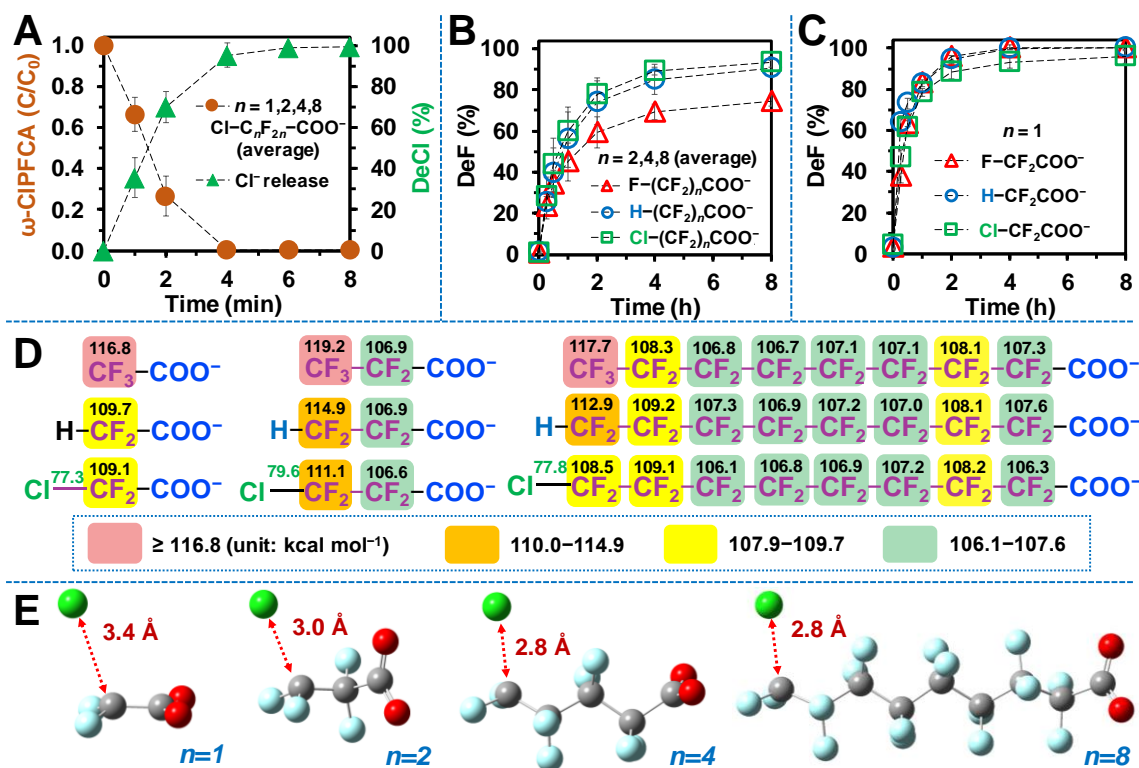 A
ω-ClPFCA (C/C₀)
1.0
0.8
0.6
0.4
0.2
0.0
n = 1,2,4,8
Cl–CₙF₂ₙ–COO⁻
(average)
Cl⁻ release
100
80
60
40
20
0
DeCl (%)
0 2 4 6 8
Time (min)
B
DeF (%)
100
80
60
40
20
0
n = 2,4,8 (average)
F–(CF₂)ₙCOO⁻
H–(CF₂)ₙCOO⁻
Cl–(CF₂)ₙCOO⁻
0 2 4 6 8
Time (h)
C
DeF (%)
100
80
60
40
20
0
n = 1
F–CF₂COO⁻
H–CF₂COO⁻
Cl–CF₂COO⁻
0 2 4 6 8
Time (h)
D
116.8
CF₃–COO⁻
109.7
H–CF₂–COO⁻
77.3 109.1
Cl–CF₂–COO⁻
119.2 106.9
CF₃–CF₂–COO⁻
114.9 106.9
H–CF₂–CF₂–COO⁻
79.6 111.1 106.6
Cl–CF₂–CF₂–COO⁻
117.7 108.3 106.8 106.7 107.1 107.1 108.1 107.3
CF₃–CF₂–CF₂–CF₂–CF₂–CF₂–CF₂–CF₂–COO⁻
112.9 109.2 107.3 106.9 107.2 107.0 108.1 107.6
H–CF₂–CF₂–CF₂–CF₂–CF₂–CF₂–CF₂–CF₂–COO⁻
77.8 108.5 109.1 106.1 106.8 106.9 107.2 108.2 106.3
Cl–CF₂–CF₂–CF₂–CF₂–CF₂–CF₂–CF₂–CF₂–COO⁻
≥ 116.8 (unit: kcal mol⁻¹) 110.0–114.9 107.9–109.7 106.1–107.6
E
3.4 Å
n=1
3.0 Å
n=2
2.8 Å
n=4
2.8 Å
n=8